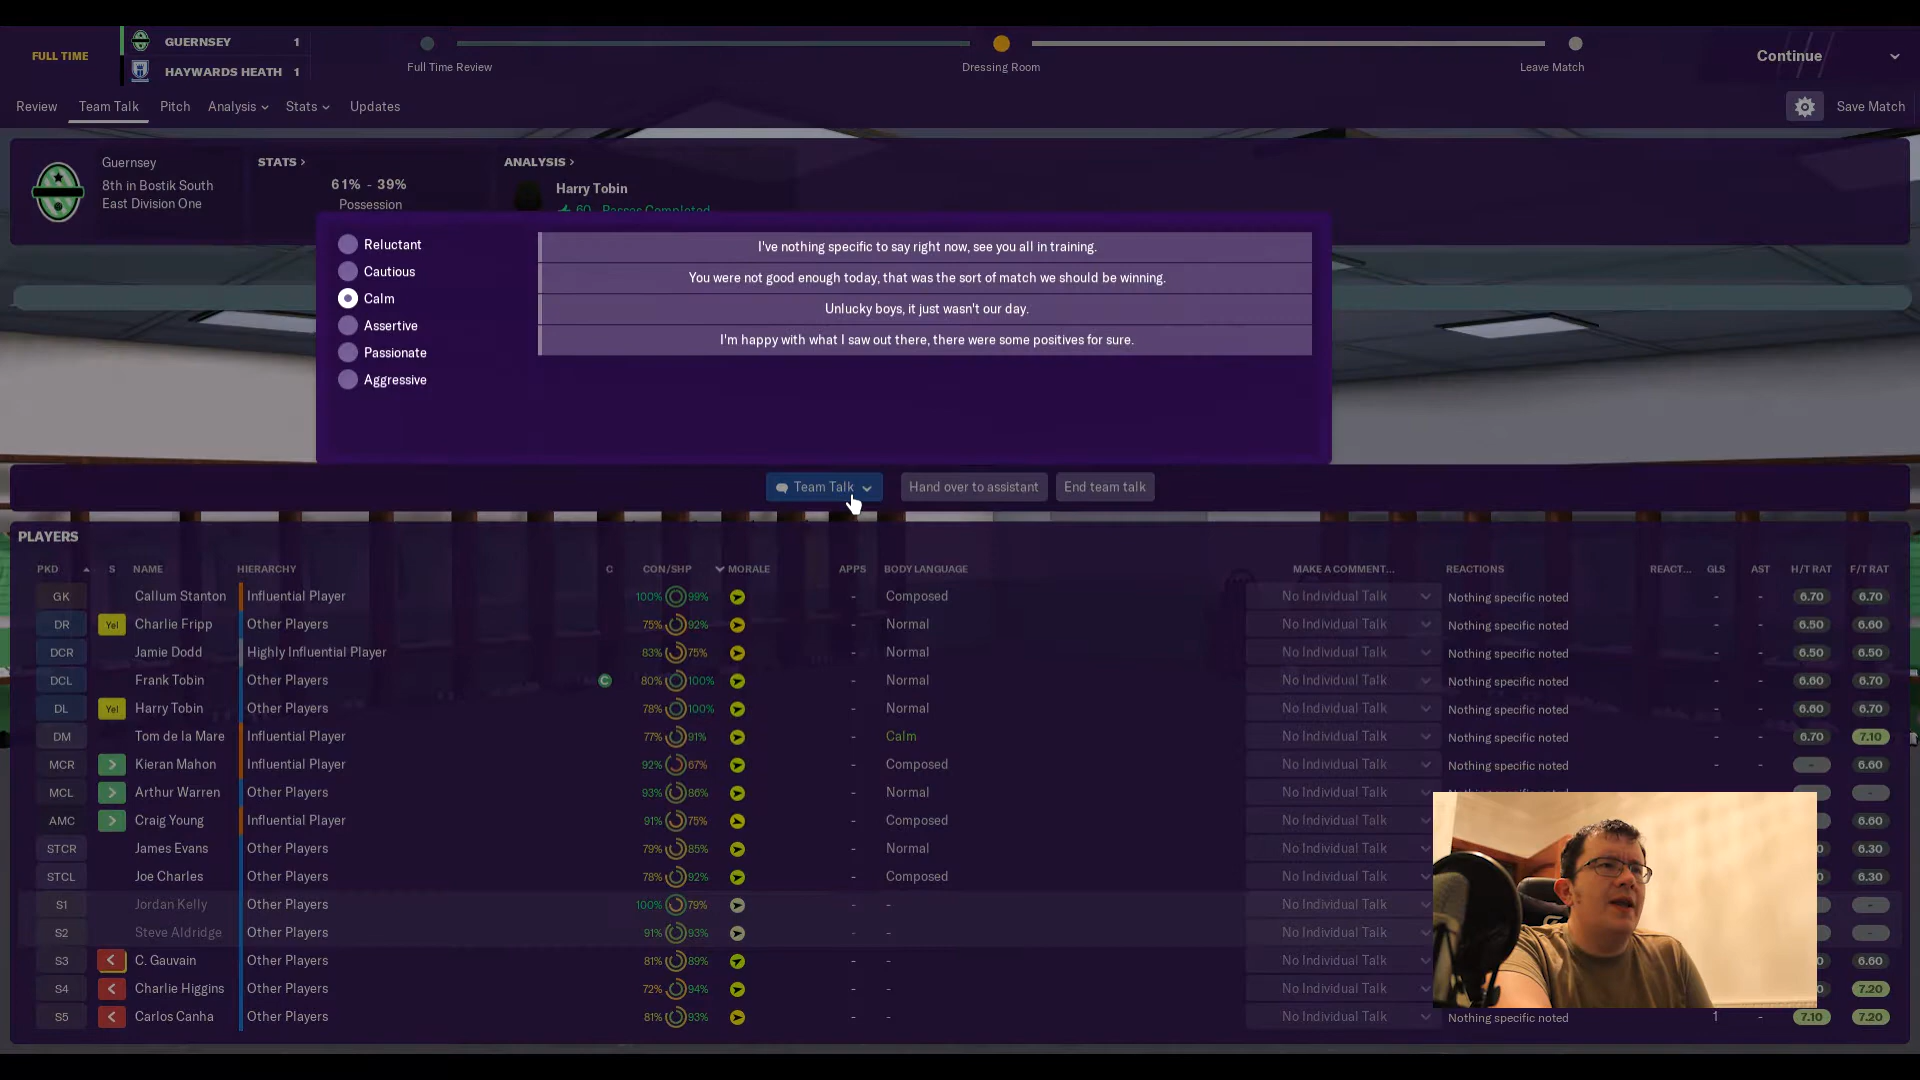 FULL TIME
GUERNSEY 1
HAYWARDS HEATH 1
Full Time Review
Dressing Room
Leave Match
Continue
Review Team Talk Pitch Analysis Stats Updates
Save Match
Guernsey
8th in Bostik South
East Division One
STATS >
61% - 39%
Possession
ANALYSIS >
Harry Tobin
60 Passes Completed
Reluctant
Cautious
Calm
Assertive
Passionate
Aggressive
I've nothing specific to say right now, see you all in training.
You were not good enough today, that was the sort of match we should be winning.
Unlucky boys, it just wasn't our day.
I'm happy with what I saw out there, there were some positives for sure.
Team Talk
Hand over to assistant
End team talk
PLAYERS
PKD S NAME HIERARCHY C CON/SHP MORALE APPS BODY LANGUAGE MAKE A COMMENT... REACTIONS REACT... GLS AST H/T RAT F/T RAT
GK Callum Stanton Influential Player 100% 99% - Composed No Individual Talk Nothing specific noted - - 6.70 6.70
DR Yel Charlie Fripp Other Players 75% 92% - Normal No Individual Talk Nothing specific noted - - 6.50 6.60
DCR Jamie Dodd Highly Influential Player 83% 75% - Normal No Individual Talk Nothing specific noted - - 6.50 6.50
DCL Frank Tobin Other Players C 80% 100% - Normal No Individual Talk Nothing specific noted - - 6.60 6.70
DL Yel Harry Tobin Other Players 78% 100% - Normal No Individual Talk Nothing specific noted - - 6.60 6.70
DM Tom de la Mare Influential Player 77% 91% - Calm No Individual Talk Nothing specific noted - - 6.70 7.10
MCR > Kieran Mahon Influential Player 92% 67% - Composed No Individual Talk Nothing specific noted - - - 6.60
MCL > Arthur Warren Other Players 93% 86% - Normal No Individual Talk Nothing specific noted -
AMC > Craig Young Influential Player 91% 75% - Composed No Individual Talk 6.60
STCR James Evans Other Players 79% 85% - Normal No Individual Talk 6.30
STCL Joe Charles Other Players 78% 92% - Composed No Individual Talk 6.30
S1 Jordan Kelly Other Players 100% 79% - - No Individual Talk -
S2 Steve Aldridge Other Players 91% 93% - - No Individual Talk -
S3 < C. Gauvain Other Players 81% 89% - - No Individual Talk 6.60
S4 < Charlie Higgins Other Players 72% 94% - - No Individual Talk 7.20
S5 < Carlos Canha Other Players 81% 93% - - No Individual Talk Nothing specific noted 1 - 7.10 7.20